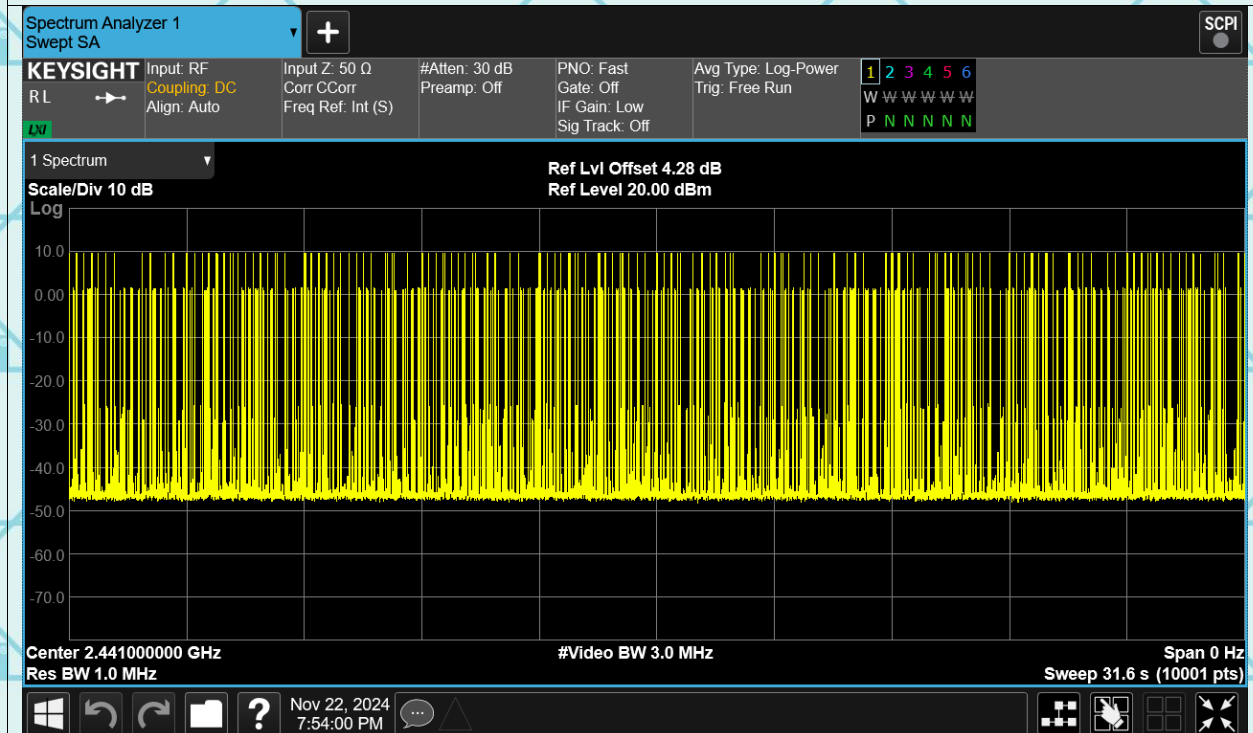 Spectrum Analyzer 1
Swept SA
+
SCPI
KEYSIGHT
RL
LXI
Input: RF
Coupling: DC
Align: Auto
Input Z: 50 Ω
Corr CCorr
Freq Ref: Int (S)
#Atten: 30 dB
Preamp: Off
PNO: Fast
Gate: Off
IF Gain: Low
Sig Track: Off
Avg Type: Log-Power
Trig: Free Run
1 2 3 4 5 6
W W W W W W
P N N N N N
1 Spectrum
Scale/Div 10 dB
Log
Ref Lvl Offset 4.28 dB
Ref Level 20.00 dBm
10.0
0.00
-10.0
-20.0
-30.0
-40.0
-50.0
-60.0
-70.0
Center 2.441000000 GHz
Res BW 1.0 MHz
#Video BW 3.0 MHz
Span 0 Hz
Sweep 31.6 s (10001 pts)
?
Nov 22, 2024
7:54:00 PM